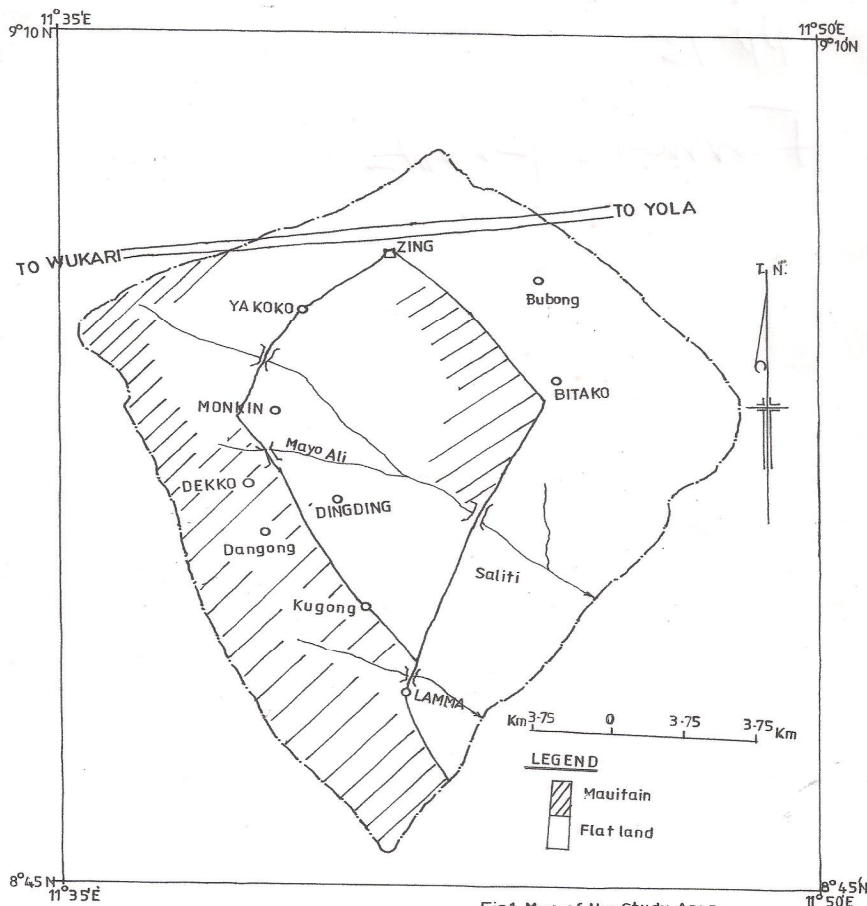 11°35'E
11°50'E
9°10'N
9°10'N
TO YOLA
TO WUKARI
ZING
T.N.
YAKOKO
Bubong
BITAKO
MONKIN
Mayo Ali
DEKKO
DINGDING
Dangong
Saliti
Kugong
LAMMA
Km 3·75 0 3·75 3·75 Km
LEGEND
Mauitain
Flat land
8°45'N
8°45'N
11°35'E
11°50'E
Fig1 Map of the Study Area